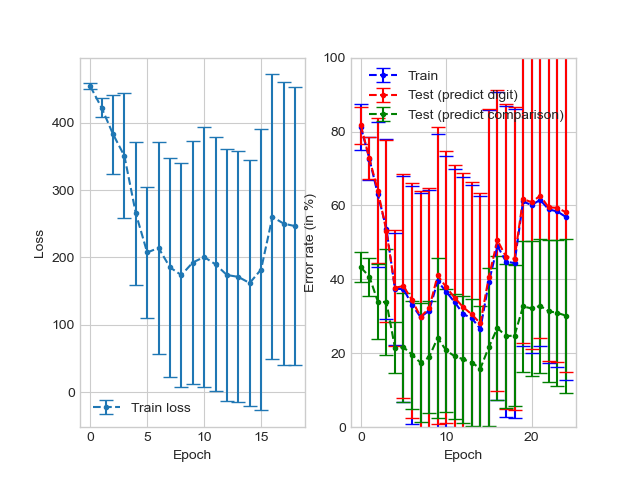 400
300
200
100
0
Loss
0
5
10
15
Epoch
Train loss
100
80
60
40
20
0
Error rate (in %)
0
10
20
Epoch
Train
Test (predict digit)
Test (predict comparison)